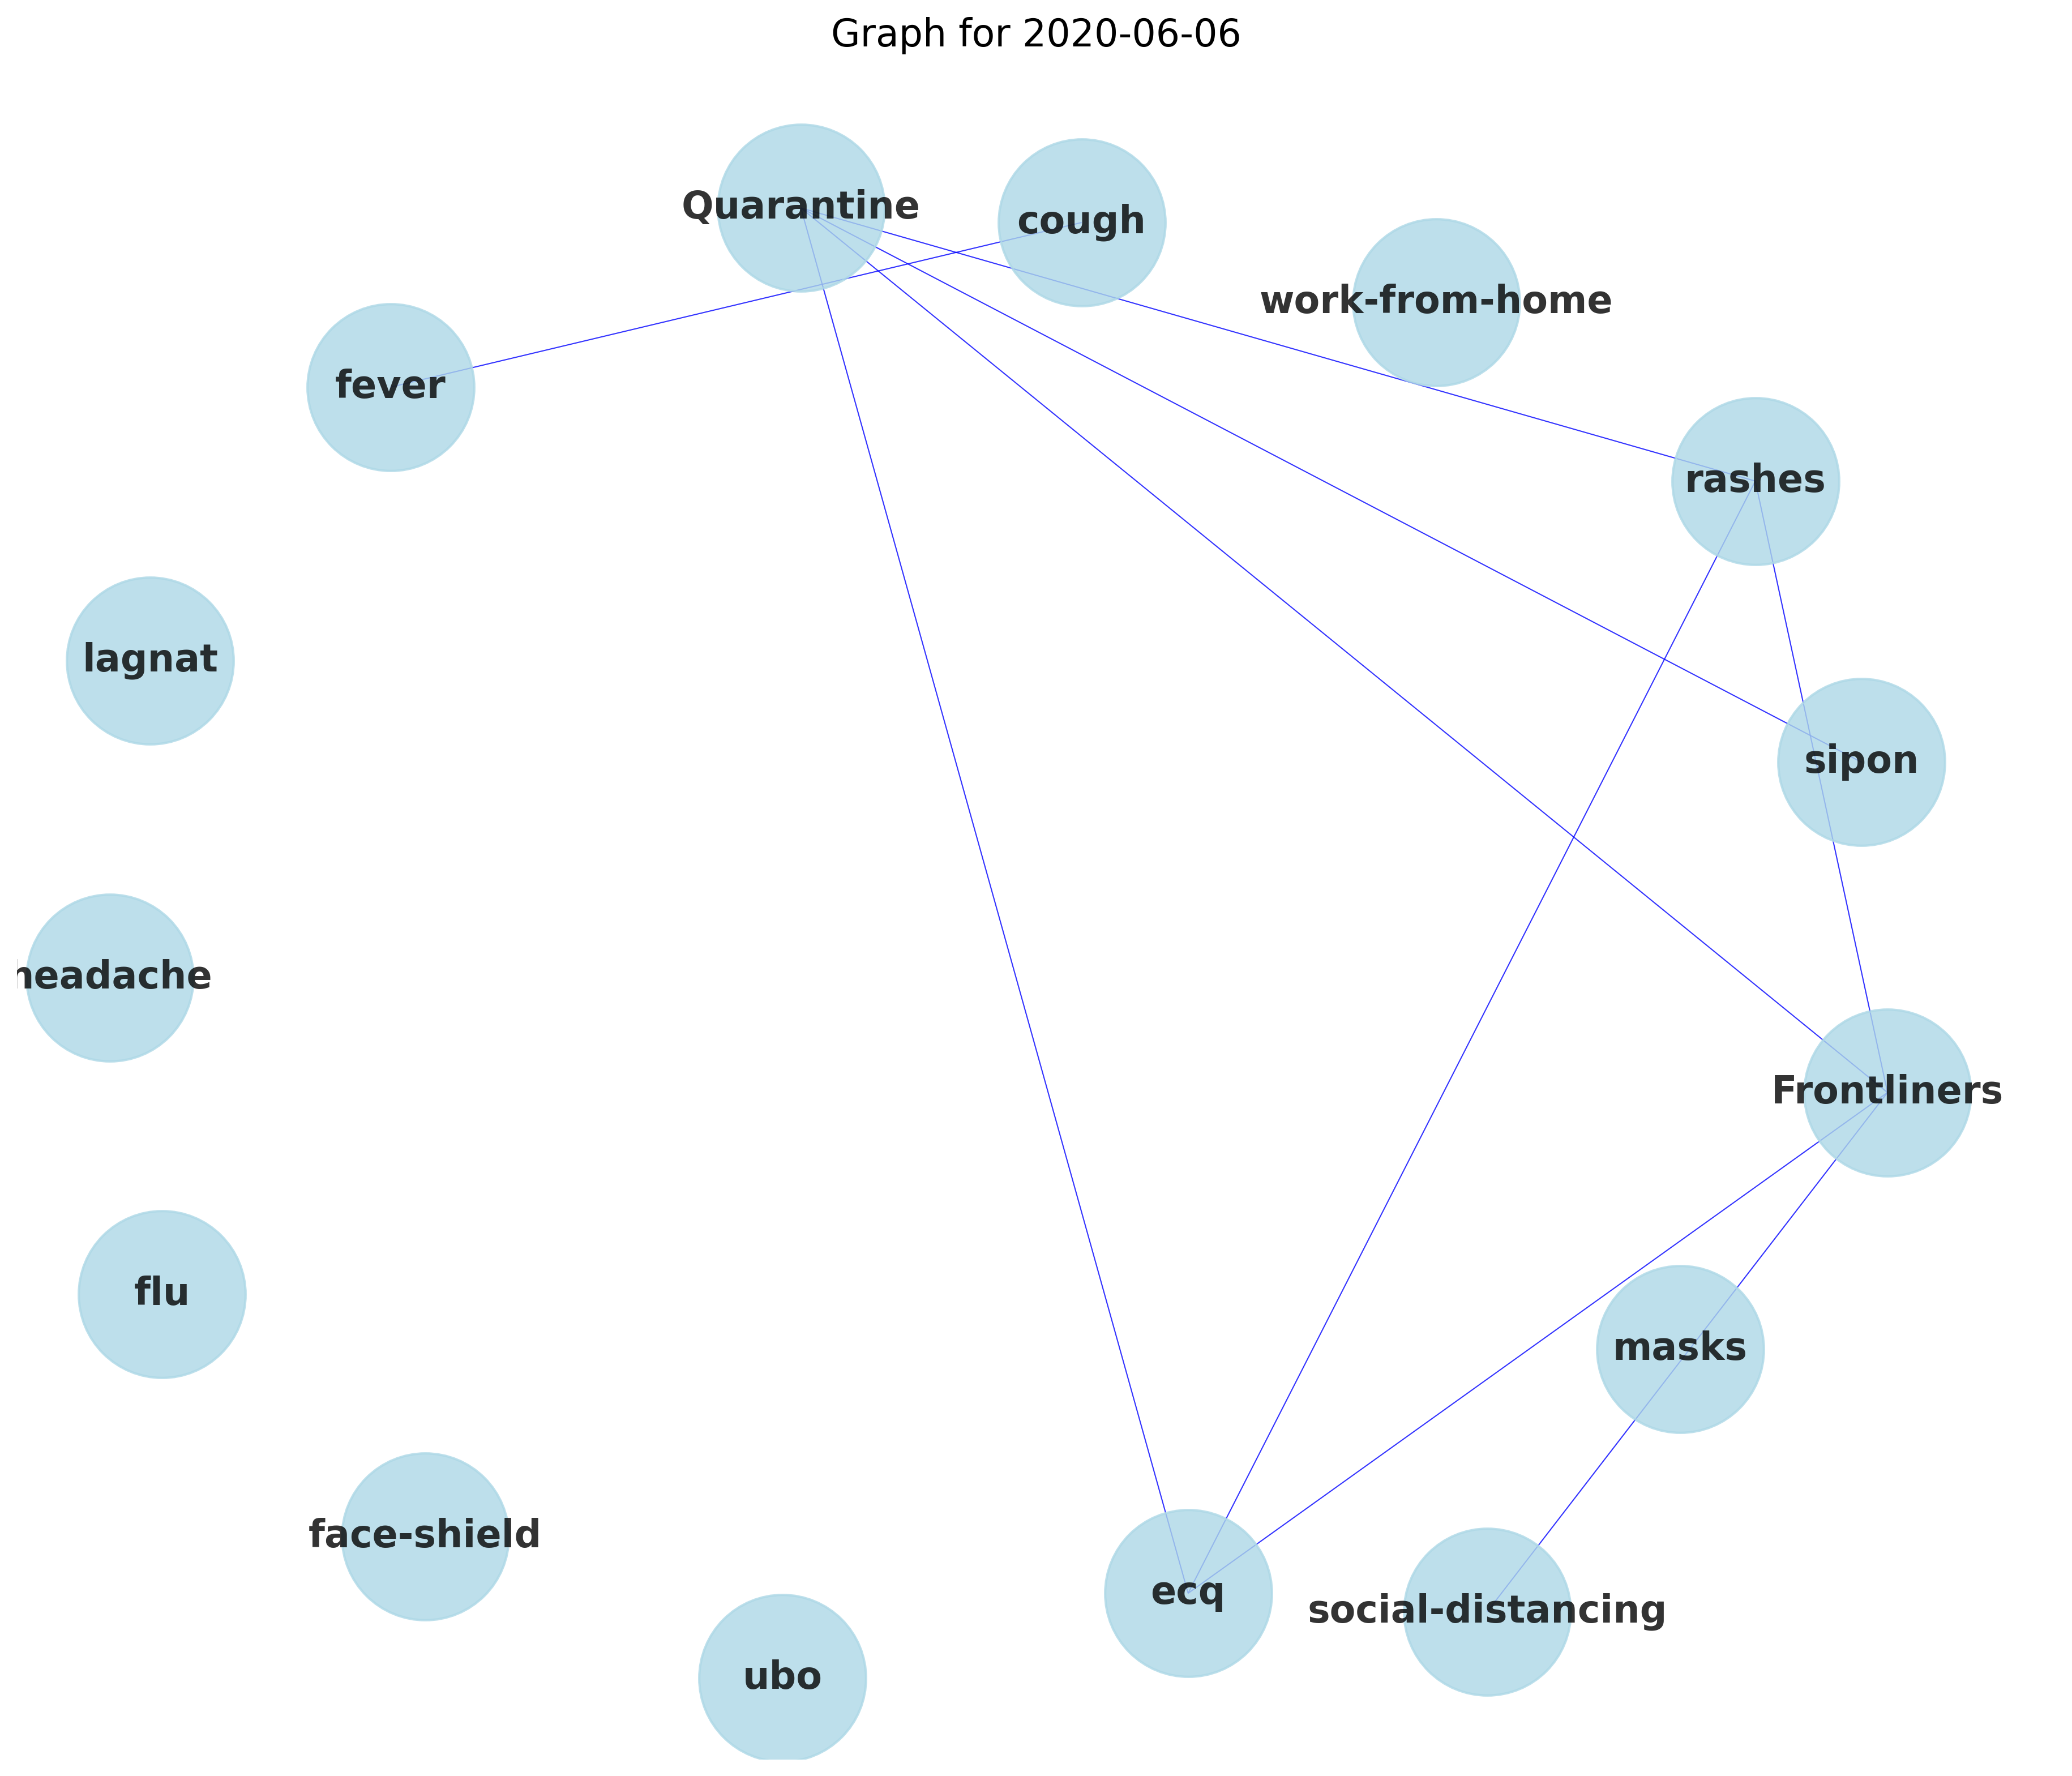 Graph for 2020-06-06
Quarantine
cough
work-from-home
fever
rashes
lagnat
sipon
headache
Frontliners
flu
masks
face-shield
ecq
social-distancing
ubo